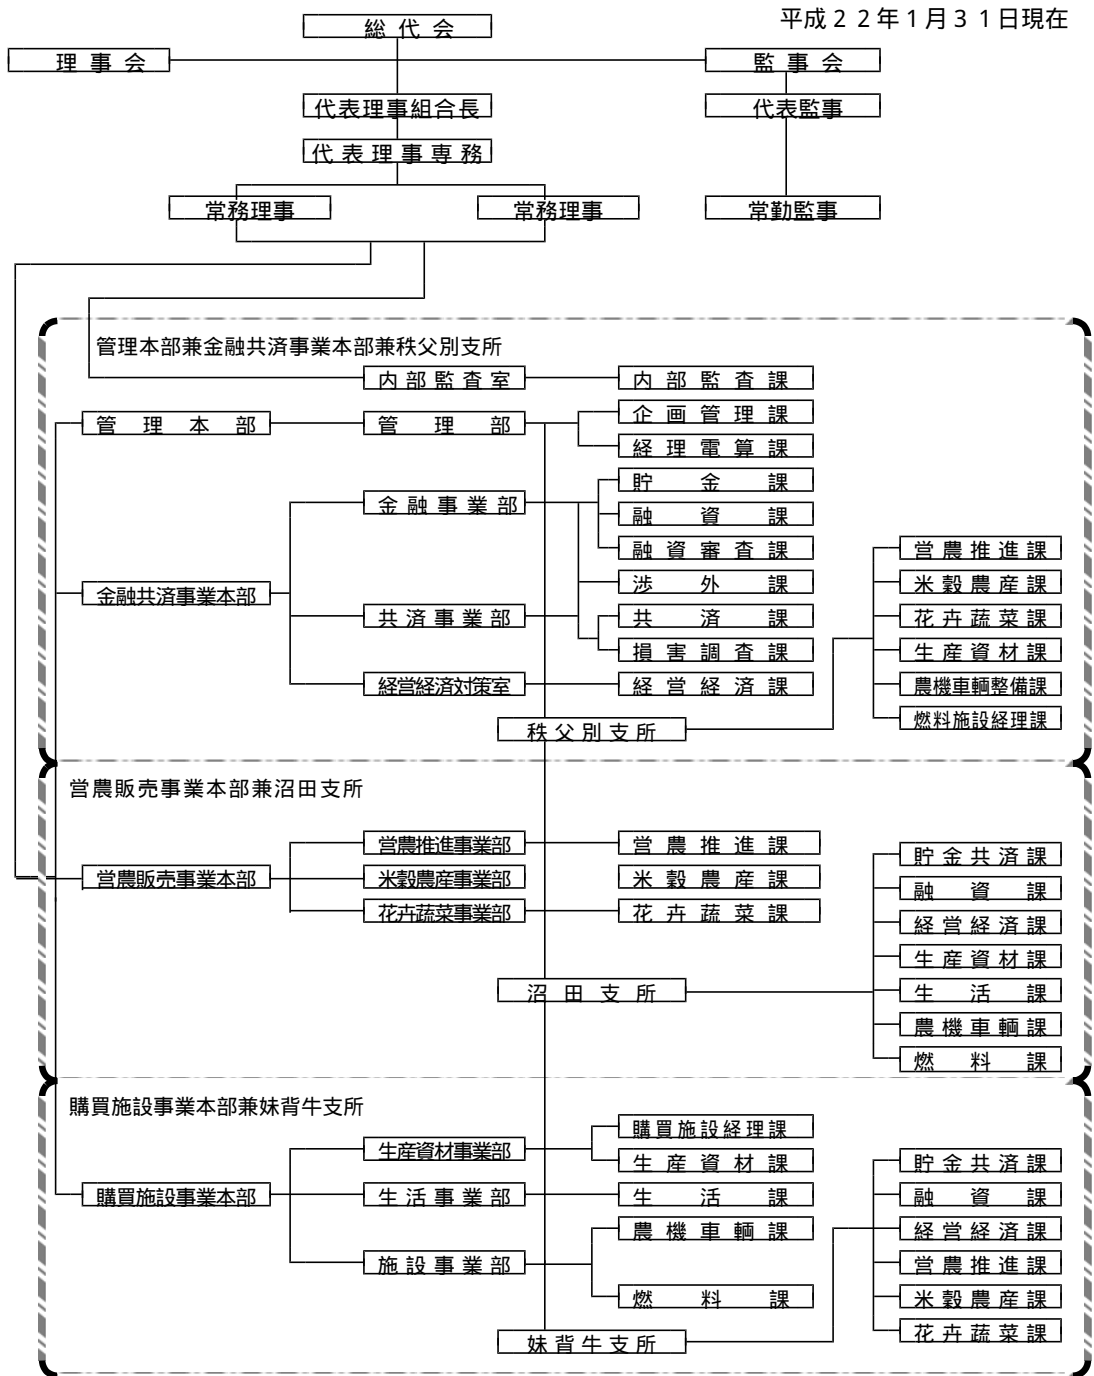 平成２２年１月３１日現在
総代会
理事会
監事会
代表理事組合長
代表監事
代表理事専務
常務理事
常務理事
常勤監事
管理本部兼金融共済事業本部兼秩父別支所
内部監査室
内部監査課
管理本部
管理部
企画管理課
経理電算課
金融共済事業本部
金融事業部
貯金課
融資課
融資審査課
渉外課
共済事業部
共済課
損害調査課
経営経済対策室
経営経済課
秩父別支所
営農推進課
米穀農産課
花卉蔬菜課
生産資材課
農機車輌整備課
燃料施設経理課
営農販売事業本部兼沼田支所
営農販売事業本部
営農推進事業部
営農推進課
米穀農産事業部
米穀農産課
花卉蔬菜事業部
花卉蔬菜課
沼田支所
貯金共済課
融資課
経営経済課
生産資材課
生活課
農機車輌課
燃料課
購買施設事業本部兼妹背牛支所
購買施設事業本部
生産資材事業部
購買施設経理課
生産資材課
生活事業部
生活課
施設事業部
農機車輌課
燃料課
妹背牛支所
貯金共済課
融資課
経営経済課
営農推進課
米穀農産課
花卉蔬菜課